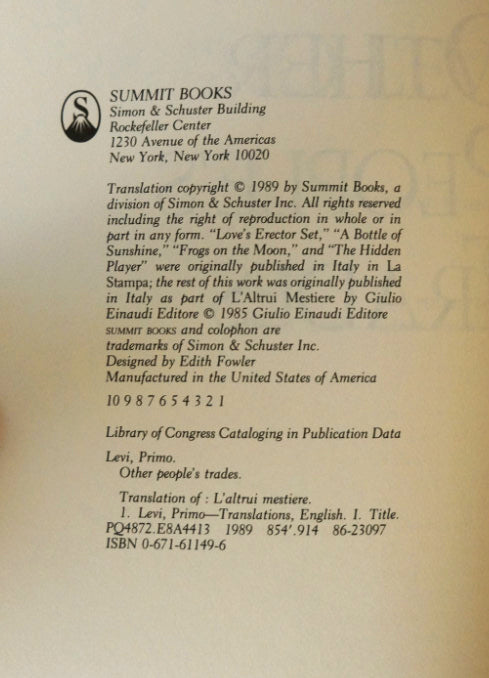 S
SUMMIT BOOKS
Simon & Schuster Building
Rockefeller Center
1230 Avenue of the Americas
New York, New York 10020
Translation copyright © 1989 by Summit Books, a
division of Simon & Schuster Inc. All rights reserved
including the right of reproduction in whole or in
part in any form. “Love's Erector Set,” “A Bottle of
Sunshine,” “Frogs on the Moon,” and “The Hidden
Player” were originally published in Italy in La
Stampa; the rest of this work was originally published
in Italy as part of L'Altrui Mestiere by Giulio
Einaudi Editore © 1985 Giulio Einaudi Editore
SUMMIT BOOKS and colophon are
trademarks of Simon & Schuster Inc.
Designed by Edith Fowler
Manufactured in the United States of America
10 9 8 7 6 5 4 3 2 1
Library of Congress Cataloging in Publication Data
Levi, Primo.
Other people's trades.
Translation of : L'altrui mestiere.
1. Levi, Primo—Translations, English. I. Title.
PQ4872.E8A4413 1989 854'.914 86-23097
ISBN 0-671-61149-6